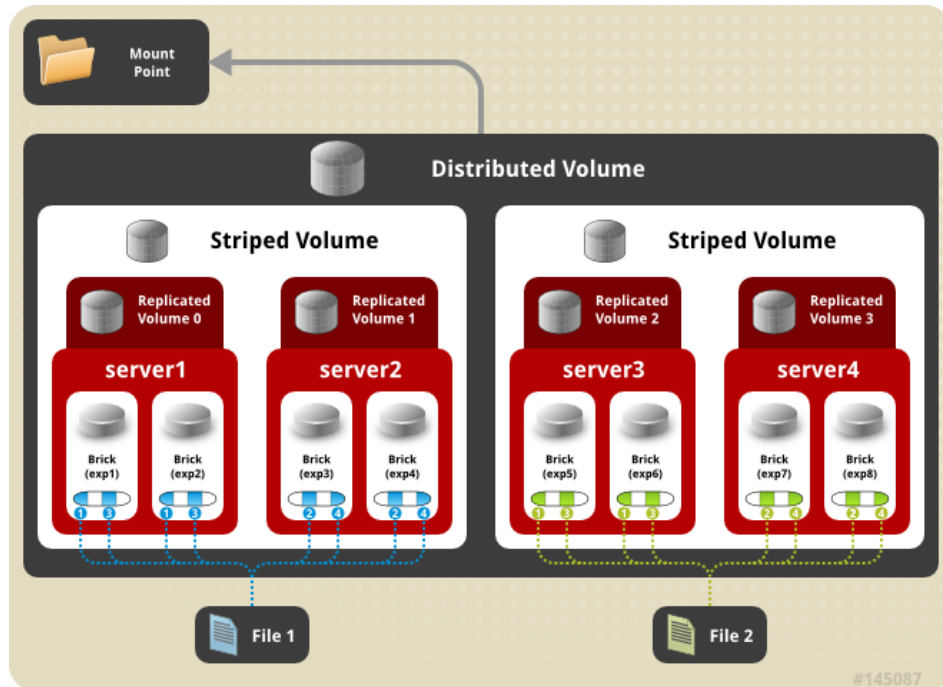 Mount
Point
Distributed Volume
Striped Volume
Replicated
Volume 0
Replicated
Volume 1
server1
server2
Brick
(exp1)
Brick
(exp2)
Brick
(exp3)
Brick
(exp4)
1 3
1 3
2 4
2 4
Striped Volume
Replicated
Volume 2
Replicated
Volume 3
server3
server4
Brick
(exp5)
Brick
(exp6)
Brick
(exp7)
Brick
(exp8)
1 3
1 3
2 4
2 4
File 1
File 2
#145087